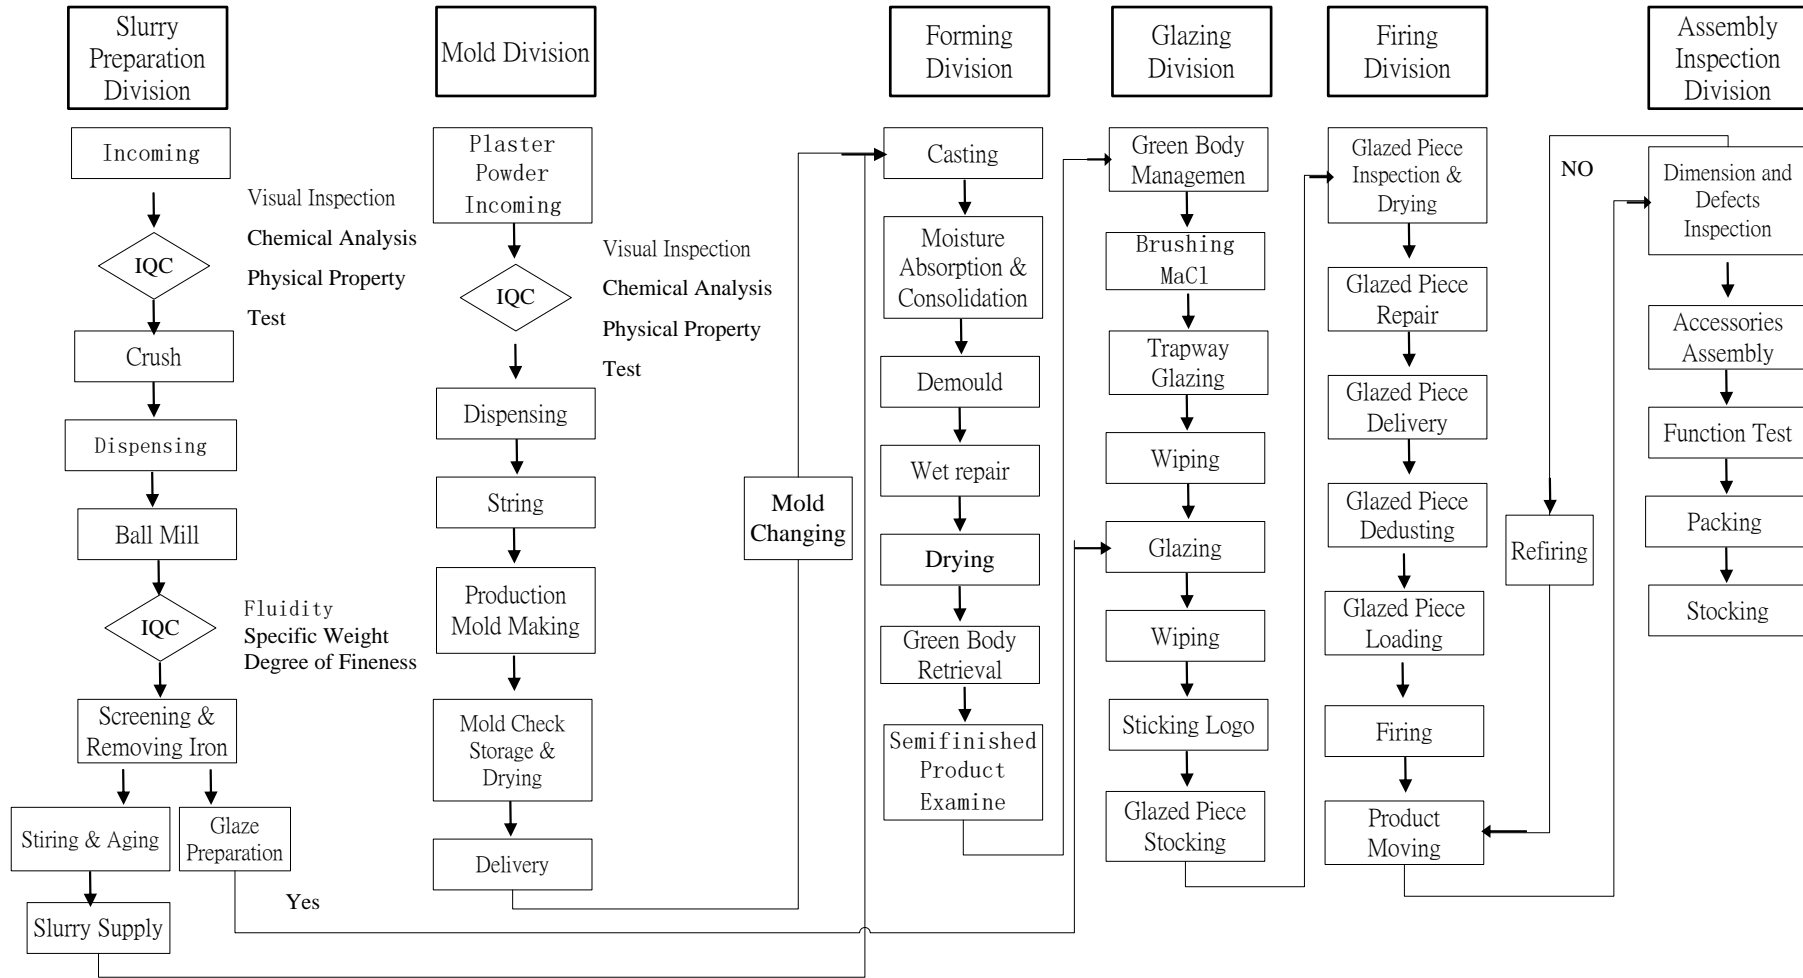 Slurry
Preparation
Division
Incoming
IQC
Visual Inspection
Chemical Analysis
Physical Property
Test
Crush
Dispensing
Ball Mill
IQC
Fluidity
Specific Weight
Degree of Fineness
Screening &
Removing Iron
Stiring & Aging
Glaze
Preparation
Slurry Supply
Yes
Mold Division
Plaster
Powder
Incoming
IQC
Visual Inspection
Chemical Analysis
Physical Property
Test
Dispensing
String
Production
Mold Making
Mold Check
Storage &
Drying
Delivery
Mold
Changing
Forming
Division
Casting
Moisture
Absorption &
Consolidation
Demould
Wet repair
Drying
Green Body
Retrieval
Semifinished
Product
Examine
Glazing
Division
Green Body
Managemen
Brushing
MaCl
Trapway
Glazing
Wiping
Glazing
Wiping
Sticking Logo
Glazed Piece
Stocking
Firing
Division
Glazed Piece
Inspection &
Drying
Glazed Piece
Repair
Glazed Piece
Delivery
Glazed Piece
Dedusting
Glazed Piece
Loading
Firing
Product
Moving
NO
Refiring
Assembly
Inspection
Division
Dimension and
Defects
Inspection
Accessories
Assembly
Function Test
Packing
Stocking